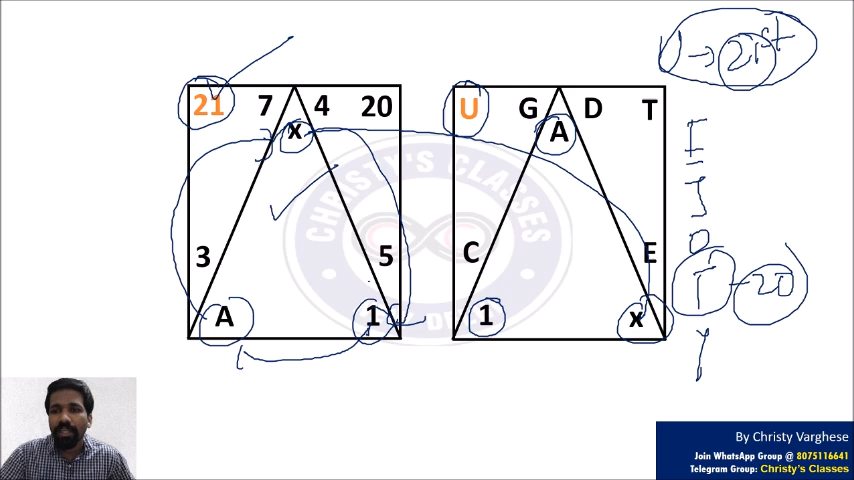 21 7 4 20
x
3 5
A 1
U G D T
A
C E
1 x
U → 21st
E
J
O
T - 20
Y
CHRISTY'S CLASSES
By Christy Varghese
Join WhatsApp Group @ 8075116641
Telegram Group: Christy's Classes